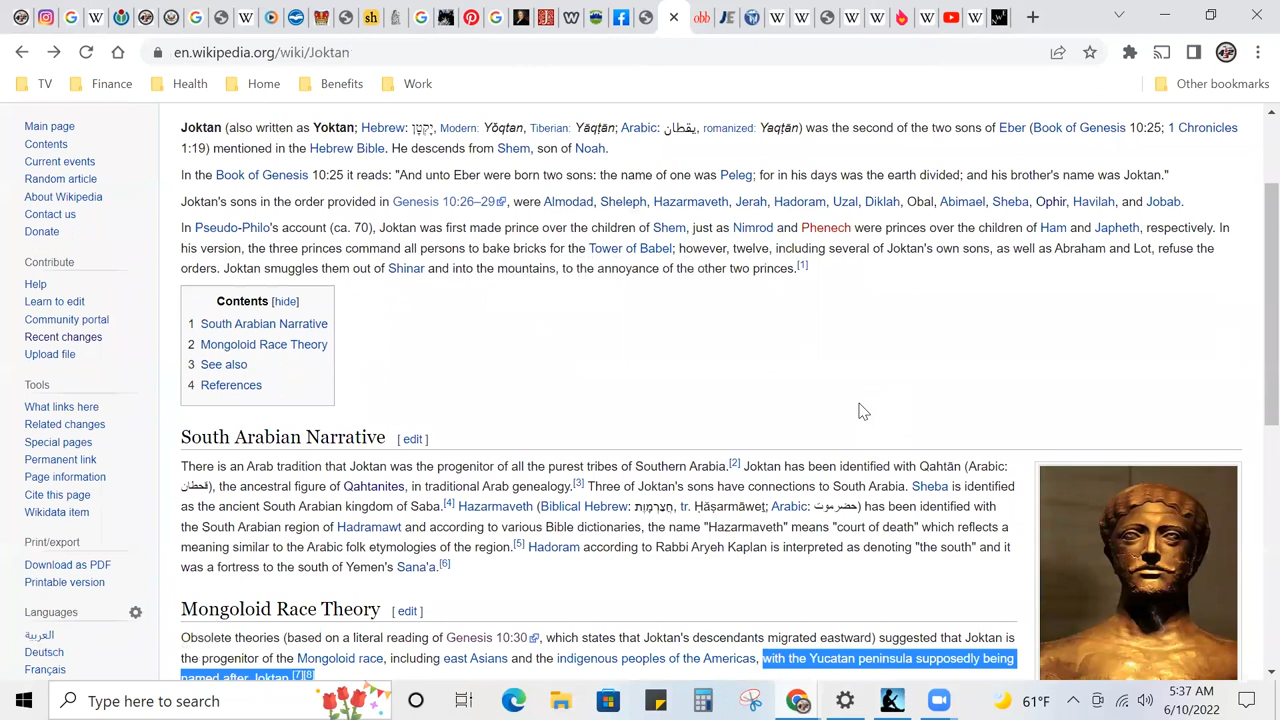 en.wikipedia.org/wiki/Joktan
TV Finance Health Home Benefits Work Other bookmarks
Main page
Contents
Current events
Random article
About Wikipedia
Contact us
Donate
Contribute
Help
Learn to edit
Community portal
Recent changes
Upload file
Tools
What links here
Related changes
Special pages
Permanent link
Page information
Cite this page
Wikidata item
Print/export
Download as PDF
Printable version
Languages
العربية
Deutsch
Français
Joktan (also written as Yoktan; Hebrew: יָקְטָן, Modern: Yŏqtan, Tiberian: Yāqṭān; Arabic: يقطان, romanized: Yaqṭān) was the second of the two sons of Eber (Book of Genesis 10:25; 1 Chronicles
1:19) mentioned in the Hebrew Bible. He descends from Shem, son of Noah.
In the Book of Genesis 10:25 it reads: "And unto Eber were born two sons: the name of one was Peleg; for in his days was the earth divided; and his brother's name was Joktan."
Joktan's sons in the order provided in Genesis 10:26–29, were Almodad, Sheleph, Hazarmaveth, Jerah, Hadoram, Uzal, Diklah, Obal, Abimael, Sheba, Ophir, Havilah, and Jobab.
In Pseudo-Philo's account (ca. 70), Joktan was first made prince over the children of Shem, just as Nimrod and Phenech were princes over the children of Ham and Japheth, respectively. In
his version, the three princes command all persons to bake bricks for the Tower of Babel; however, twelve, including several of Joktan's own sons, as well as Abraham and Lot, refuse the
orders. Joktan smuggles them out of Shinar and into the mountains, to the annoyance of the other two princes.[1]
Contents [hide]
1 South Arabian Narrative
2 Mongoloid Race Theory
3 See also
4 References
South Arabian Narrative [ edit ]
There is an Arab tradition that Joktan was the progenitor of all the purest tribes of Southern Arabia.[2] Joktan has been identified with Qahtān (Arabic:
قحطان), the ancestral figure of Qahtanites, in traditional Arab genealogy.[3] Three of Joktan's sons have connections to South Arabia. Sheba is identified
as the ancient South Arabian kingdom of Saba.[4] Hazarmaveth (Biblical Hebrew: חֲצַרְמָוֶת, tr. Ḥăṣarmāweṯ; Arabic: حضرموت) has been identified with
the South Arabian region of Hadramawt and according to various Bible dictionaries, the name "Hazarmaveth" means "court of death" which reflects a
meaning similar to the Arabic folk etymologies of the region.[5] Hadoram according to Rabbi Aryeh Kaplan is interpreted as denoting "the south" and it
was a fortress to the south of Yemen's Sana'a.[6]
Mongoloid Race Theory [ edit ]
Obsolete theories (based on a literal reading of Genesis 10:30, which states that Joktan's descendants migrated eastward) suggested that Joktan is
the progenitor of the Mongoloid race, including east Asians and the indigenous peoples of the Americas, with the Yucatan peninsula supposedly being
named after Joktan.[7][8]
Type here to search
61°F
5:37 AM
6/10/2022